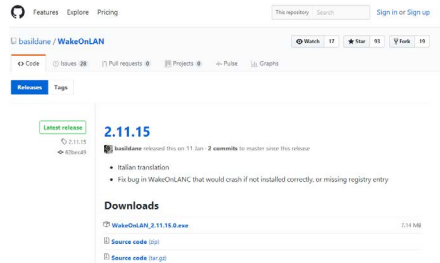 Features Explore Pricing This repository Search Sign in or Sign up
basildane / WakeOnLAN Watch 17 Star 93 Fork 19
Code Issues 28 Pull requests 0 Projects 0 Pulse Graphs
Releases Tags
Latest release
2.11.15
2.11.15
basildane released this on 11 Jan · 2 commits to master since this release
Italian translation
Fix bug in WakeOnLANC that would crash if not installed correctly, or missing registry entry
Downloads
WakeOnLAN_2.11.15.0.exe 7.14 MB
Source code (zip)
Source code (tar.gz)